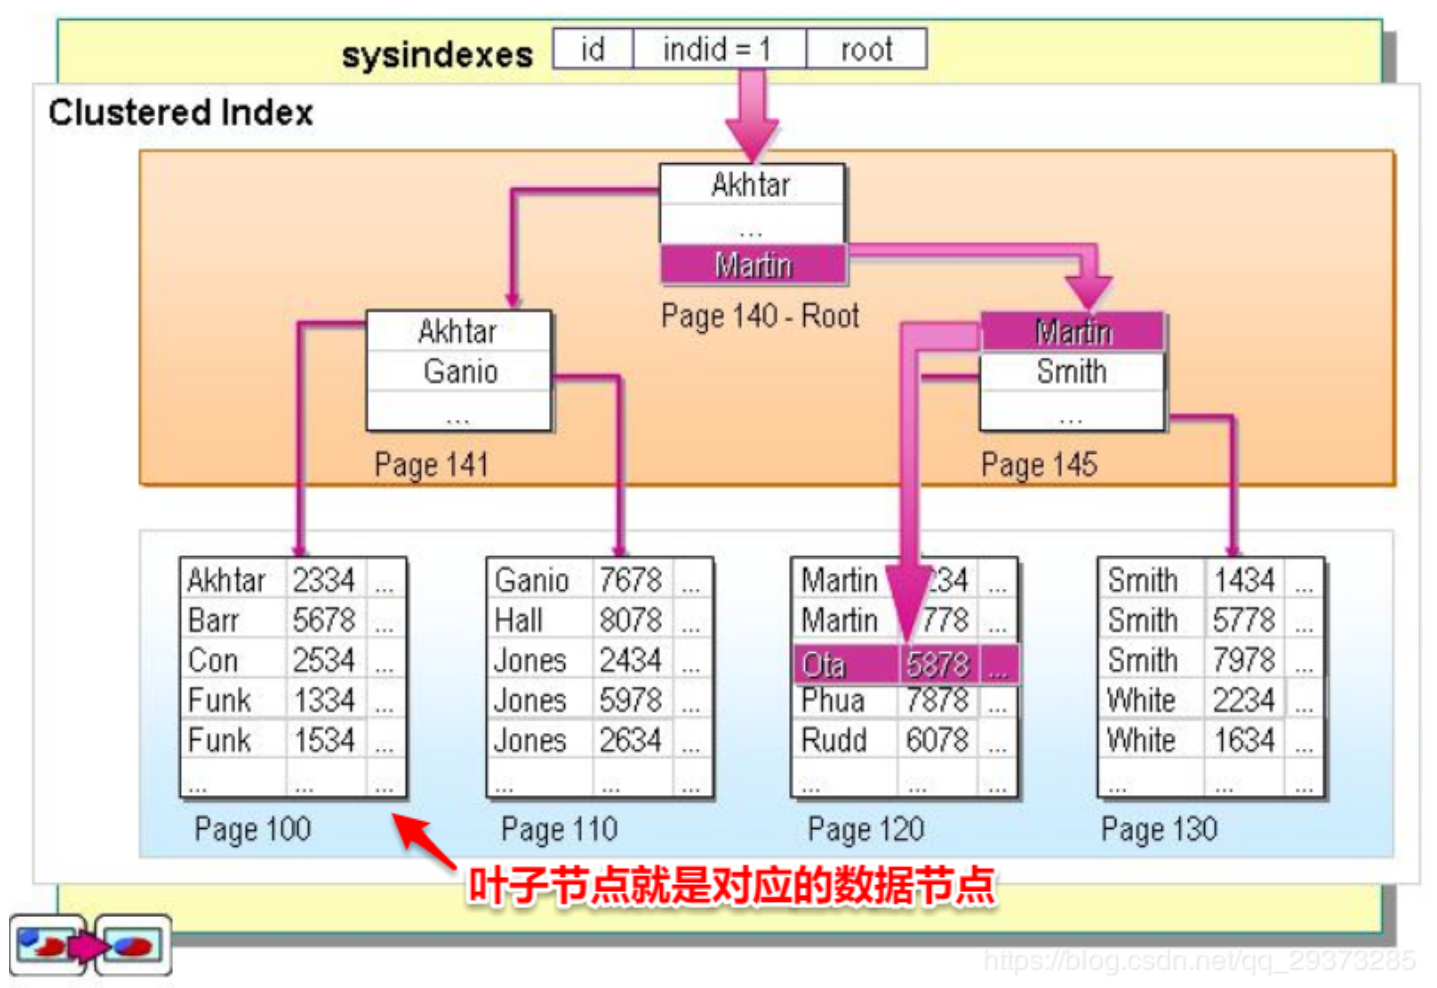 sysindexes id indid = 1 root
Clustered Index
Akhtar
...
Martin
Page 140 - Root
Akhtar
Ganio
...
Page 141
Martin
Smith
...
Page 145
Akhtar 2334 ...
Barr 5678 ...
Con 2534 ...
Funk 1334 ...
Funk 1534 ...
... ... ...
Page 100
Ganio 7678 ...
Hall 8078 ...
Jones 2434 ...
Jones 5978 ...
Jones 2634 ...
... ... ...
Page 110
Martin 234 ...
Martin 778 ...
Ota 5878 ...
Phua 7878 ...
Rudd 6078 ...
... ... ...
Page 120
Smith 1434 ...
Smith 5778 ...
Smith 7978 ...
White 2234 ...
White 1634 ...
... ... ...
Page 130
叶子节点就是对应的数据节点
https://blog.csdn.net/qq_29373285